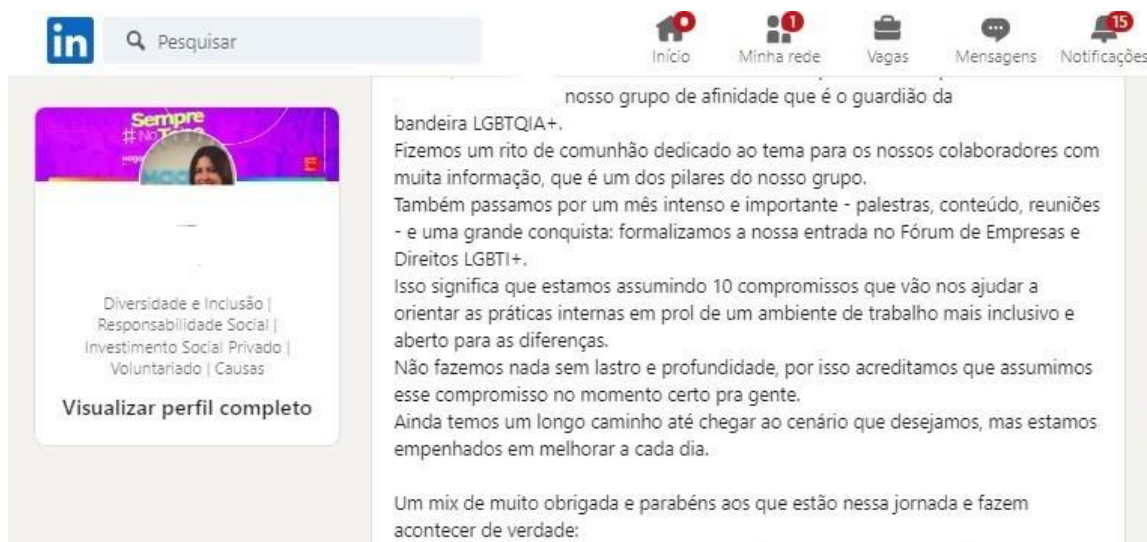 in
Pesquisar
Início
1
Minha rede
Vagas
Mensagens
15
Notificações
Sempre
#No
Diversidade e Inclusão |
Responsabilidade Social |
Investimento Social Privado |
Voluntariado | Causas
Visualizar perfil completo
nosso grupo de afinidade que é o guardião da
bandeira LGBTQIA+.
Fizemos um rito de comunhão dedicado ao tema para os nossos colaboradores com
muita informação, que é um dos pilares do nosso grupo.
Também passamos por um mês intenso e importante - palestras, conteúdo, reuniões
- e uma grande conquista: formalizamos a nossa entrada no Fórum de Empresas e
Direitos LGBTI+.
Isso significa que estamos assumindo 10 compromissos que vão nos ajudar a
orientar as práticas internas em prol de um ambiente de trabalho mais inclusivo e
aberto para as diferenças.
Não fazemos nada sem lastro e profundidade, por isso acreditamos que assumimos
esse compromisso no momento certo pra gente.
Ainda temos um longo caminho até chegar ao cenário que desejamos, mas estamos
empenhados em melhorar a cada dia.
Um mix de muito obrigada e parabéns aos que estão nessa jornada e fazem
acontecer de verdade: